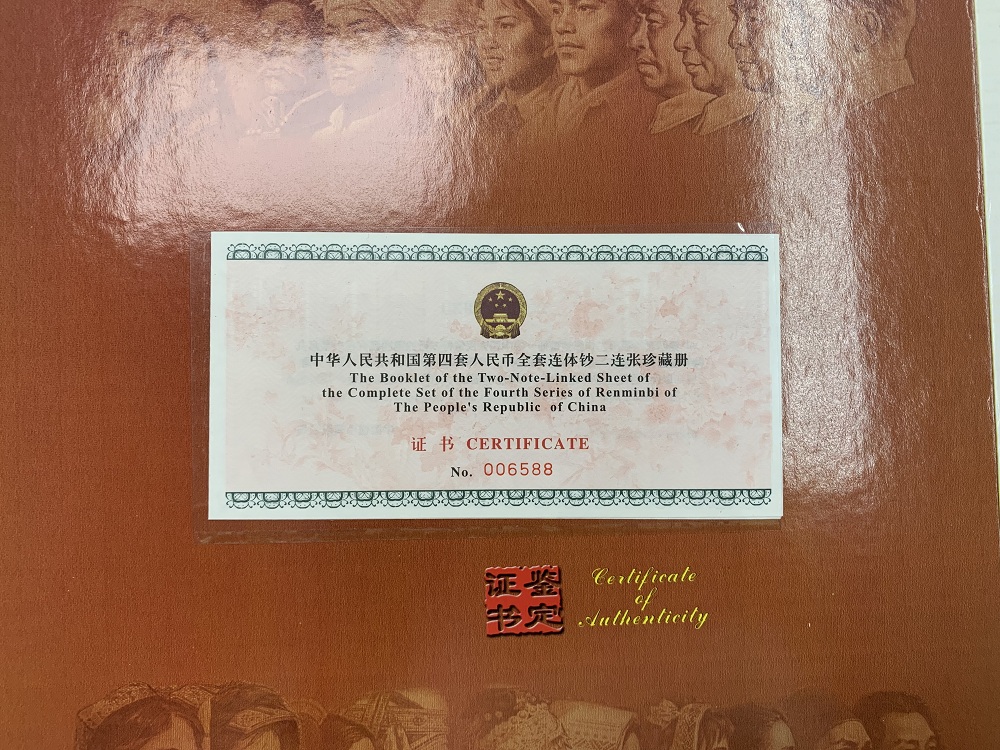 中华人民共和国第四套人民币全套连体钞二连张珍藏册
The Booklet of the Two-Note-Linked Sheet of
the Complete Set of the Fourth Series of Renminbi of
The People's Republic of China
证书 CERTIFICATE
No. 006588
鉴定证书
Certificate
of
Authenticity